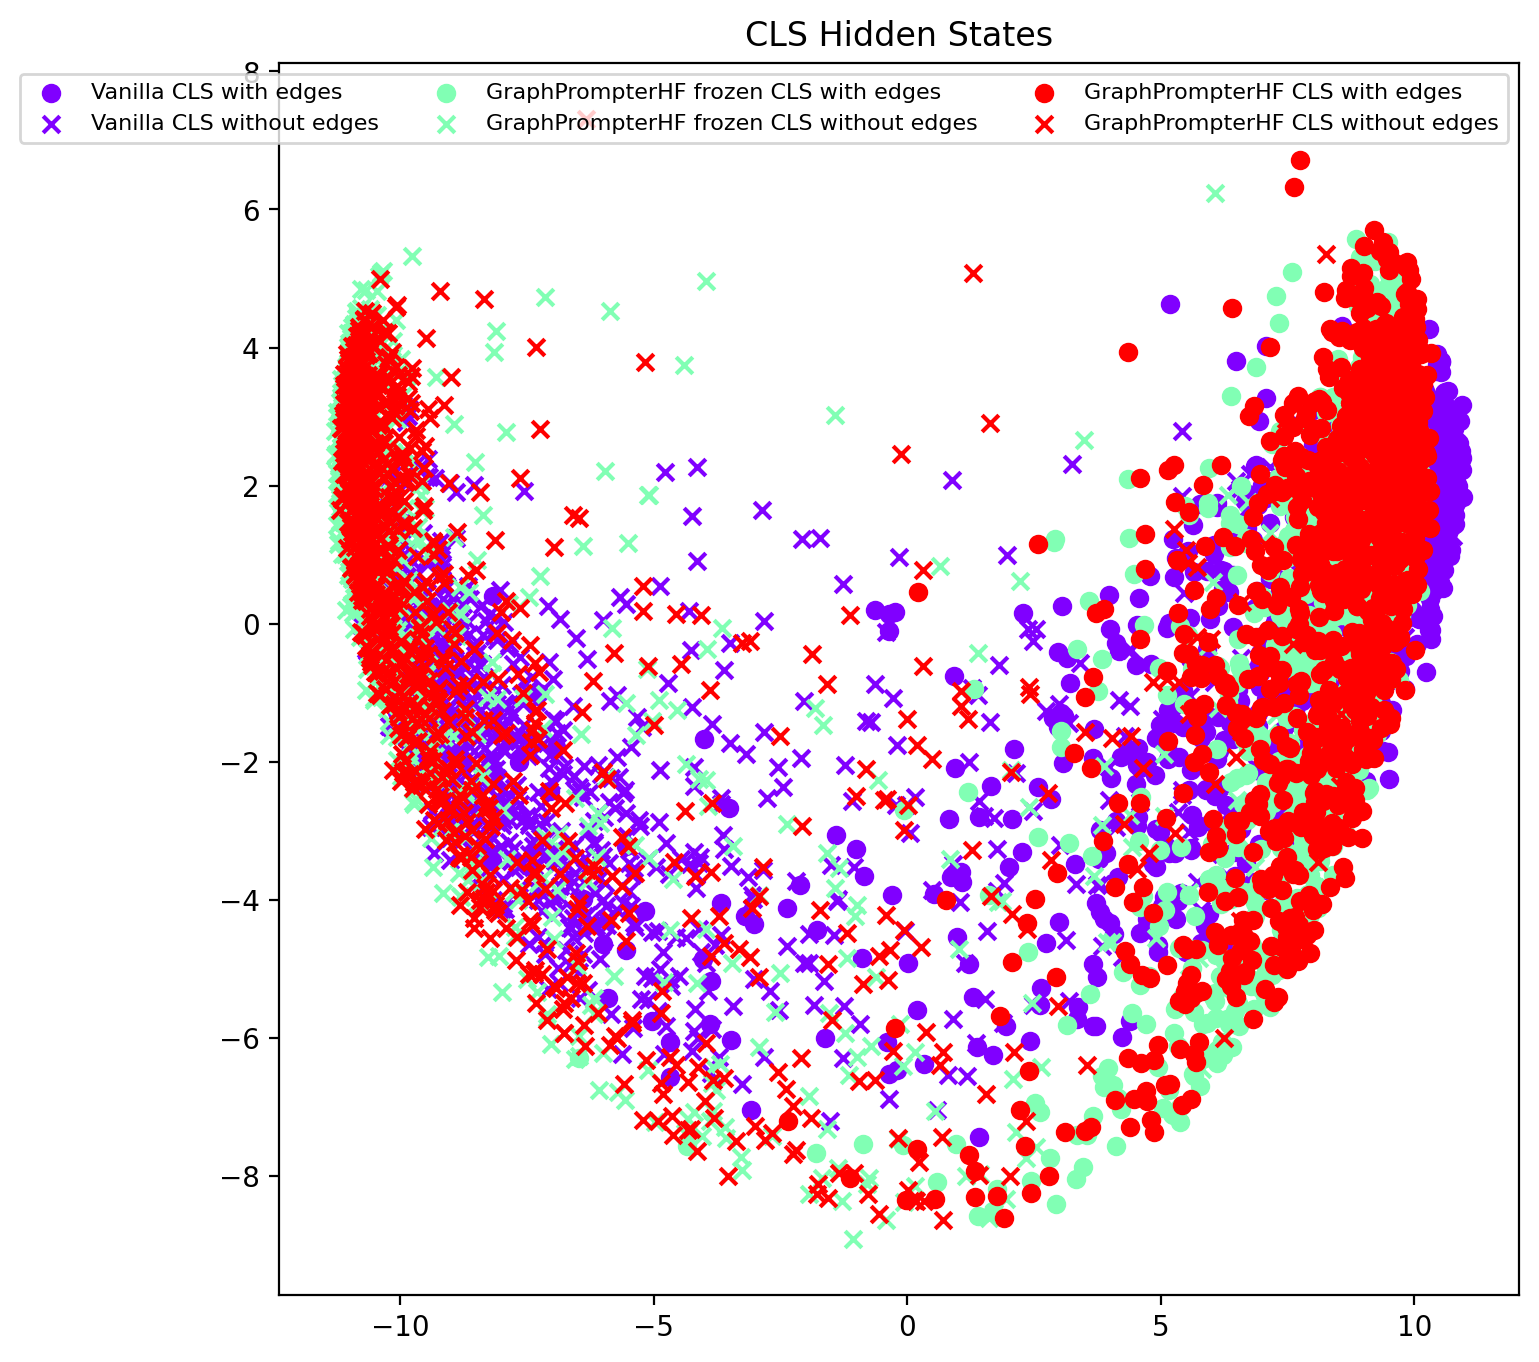 CLS Hidden States
8
Vanilla CLS with edges GraphPrompterHF frozen CLS with edges GraphPrompterHF CLS with edges
Vanilla CLS without edges GraphPrompterHF frozen CLS without edges GraphPrompterHF CLS without edges
6
4
2
0
−2
−4
−6
−8
−10 −5 0 5 10